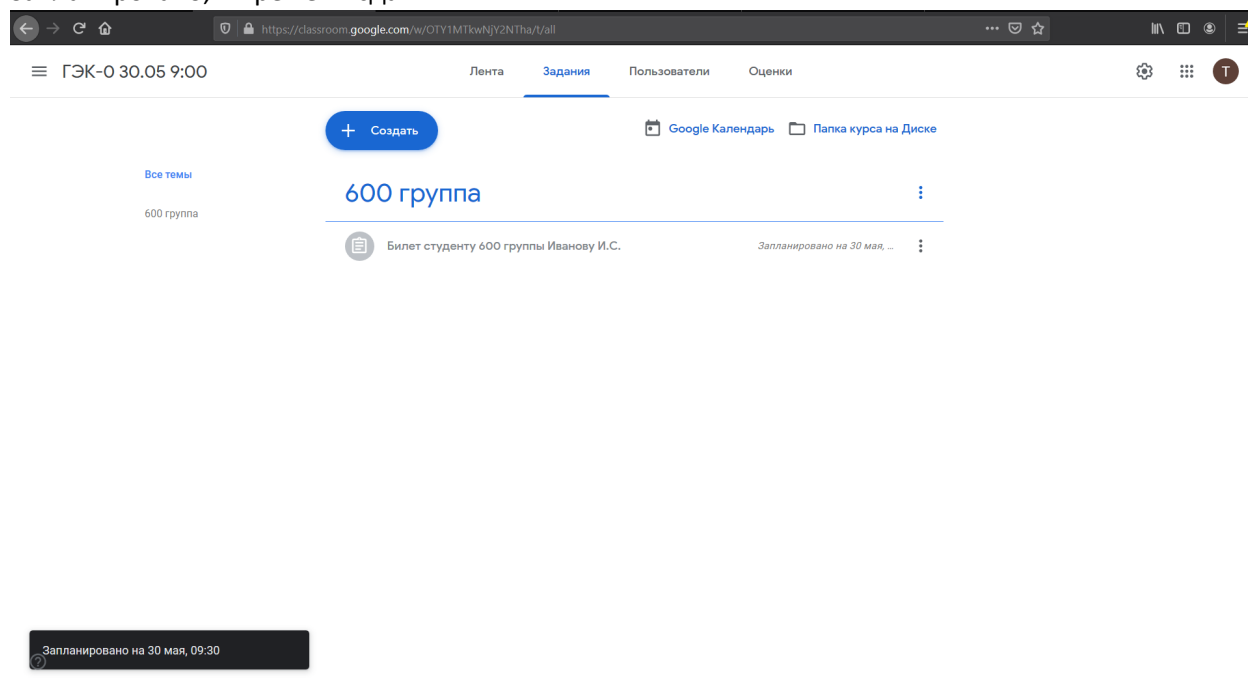 https://classroom.google.com/w/OTY1MTkwNjY2NTha/t/all
ГЭК-0 30.05 9:00
Лента Задания Пользователи Оценки
T
Создать
Google Календарь Папка курса на Диске
Все темы
600 группа
600 группа
Билет студенту 600 группы Иванову И.С. Запланировано на 30 мая, ...
Запланировано на 30 мая, 09:30